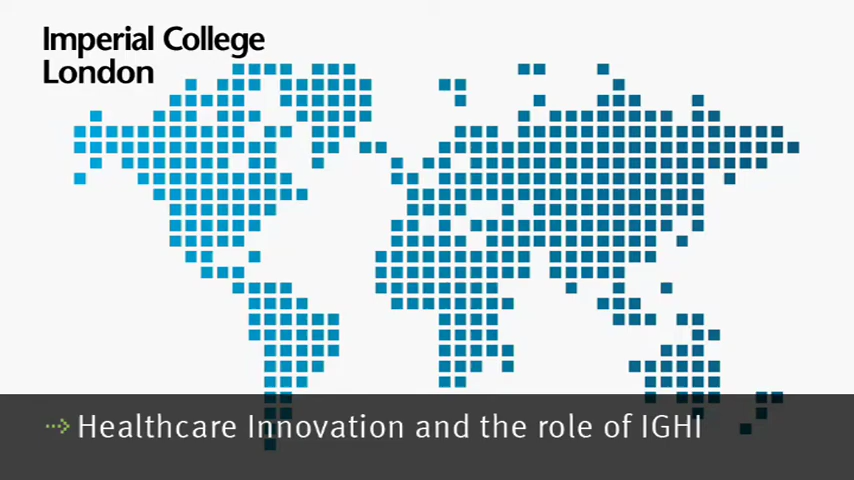 Imperial College
London
Healthcare Innovation and the role of IGHI